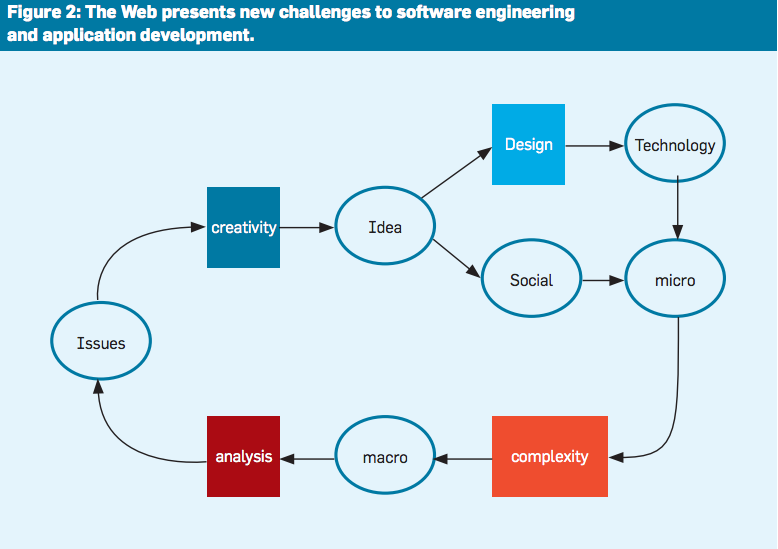 Figure 2: The Web presents new challenges to software engineering
and application development.
Design
Technology
creativity
Idea
Social
micro
Issues
analysis
macro
complexity